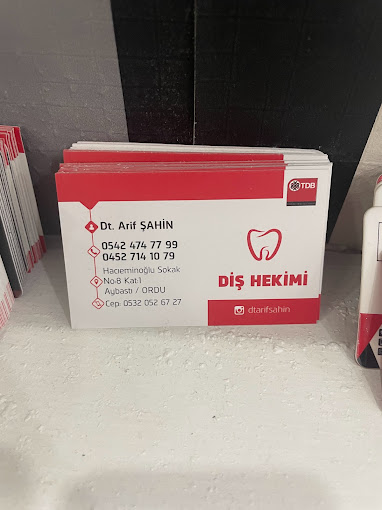 TDB
Dt. Arif ŞAHİN
0542 474 77 99
0452 714 10 79
Hacıeminoğlu Sokak
No:8 Kat:1
Aybastı / ORDU
Cep: 0532 052 67 27
DİŞ HEKİMİ
dtarifsahin